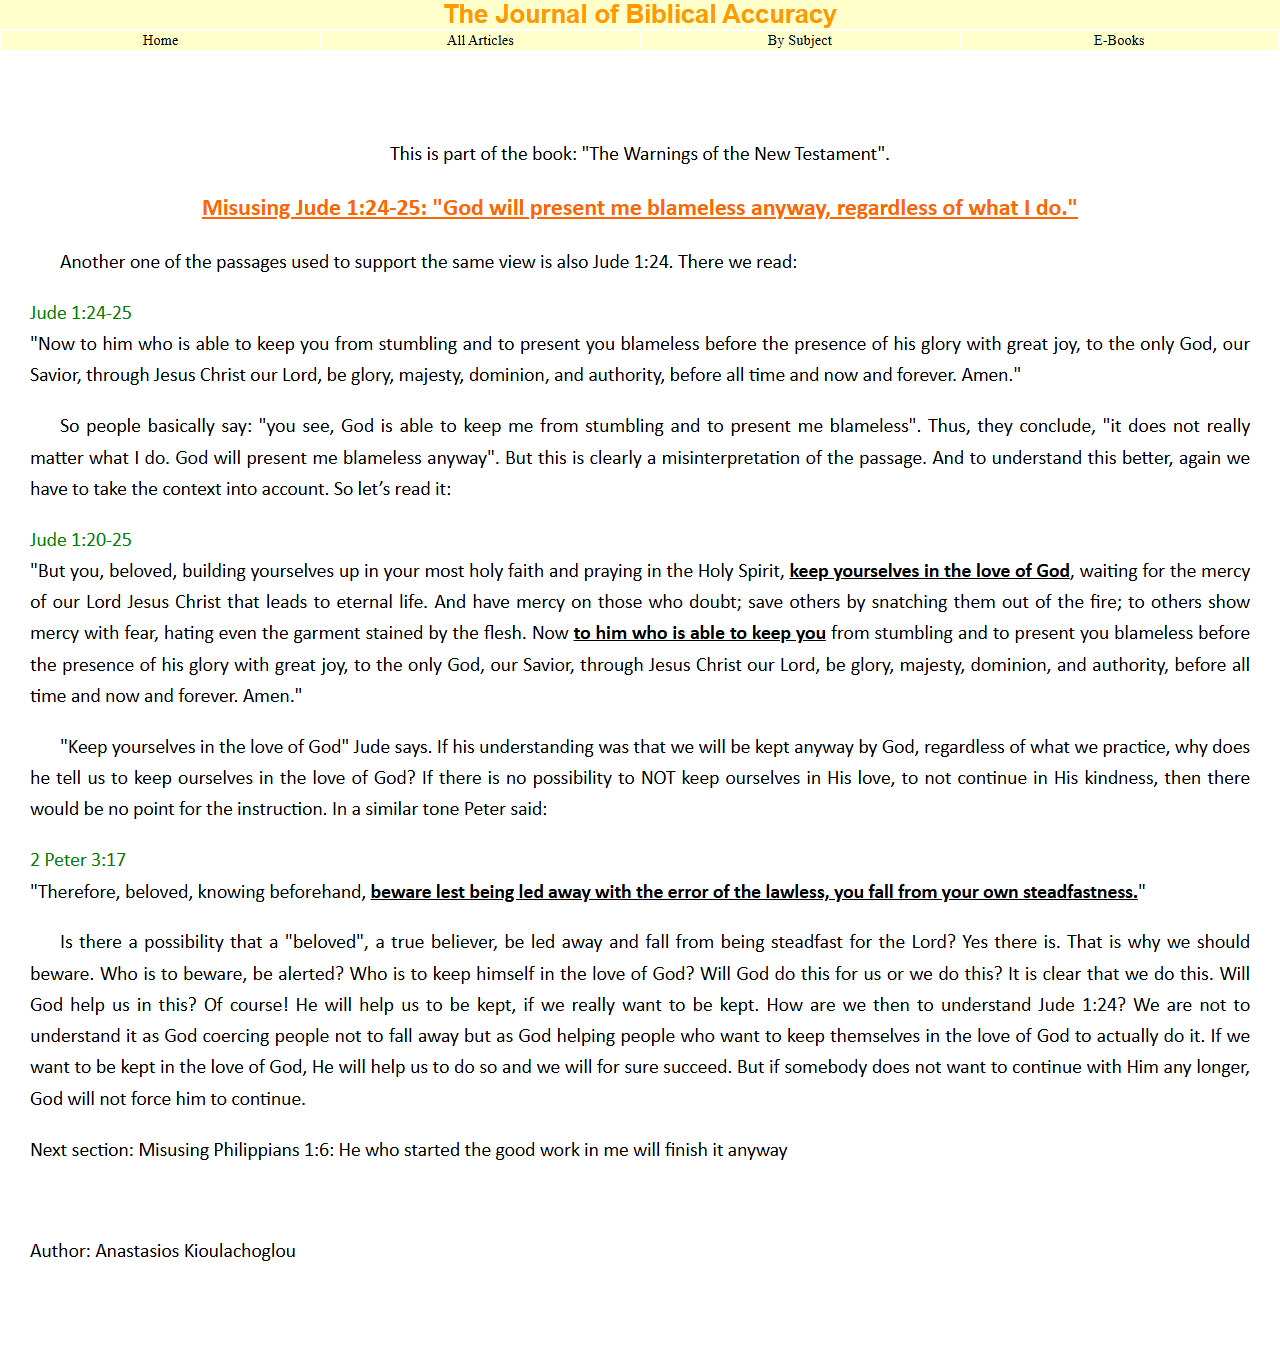 The Journal of Biblical Accuracy
Home All Articles By Subject E-Books
This is part of the book: "The Warnings of the New Testament".
Misusing Jude 1:24-25: "God will present me blameless anyway, regardless of what I do."
Another one of the passages used to support the same view is also Jude 1:24. There we read:
Jude 1:24-25
"Now to him who is able to keep you from stumbling and to present you blameless before the presence of his glory with great joy, to the only God, our
Savior, through Jesus Christ our Lord, be glory, majesty, dominion, and authority, before all time and now and forever. Amen."
So people basically say: "you see, God is able to keep me from stumbling and to present me blameless". Thus, they conclude, "it does not really
matter what I do. God will present me blameless anyway". But this is clearly a misinterpretation of the passage. And to understand this better, again we
have to take the context into account. So let’s read it:
Jude 1:20-25
"But you, beloved, building yourselves up in your most holy faith and praying in the Holy Spirit, keep yourselves in the love of God, waiting for the mercy
of our Lord Jesus Christ that leads to eternal life. And have mercy on those who doubt; save others by snatching them out of the fire; to others show
mercy with fear, hating even the garment stained by the flesh. Now to him who is able to keep you from stumbling and to present you blameless before
the presence of his glory with great joy, to the only God, our Savior, through Jesus Christ our Lord, be glory, majesty, dominion, and authority, before all
time and now and forever. Amen."
"Keep yourselves in the love of God" Jude says. If his understanding was that we will be kept anyway by God, regardless of what we practice, why does
he tell us to keep ourselves in the love of God? If there is no possibility to NOT keep ourselves in His love, to not continue in His kindness, then there
would be no point for the instruction. In a similar tone Peter said:
2 Peter 3:17
"Therefore, beloved, knowing beforehand, beware lest being led away with the error of the lawless, you fall from your own steadfastness."
Is there a possibility that a "beloved", a true believer, be led away and fall from being steadfast for the Lord? Yes there is. That is why we should
beware. Who is to beware, be alerted? Who is to keep himself in the love of God? Will God do this for us or we do this? It is clear that we do this. Will
God help us in this? Of course! He will help us to be kept, if we really want to be kept. How are we then to understand Jude 1:24? We are not to
understand it as God coercing people not to fall away but as God helping people who want to keep themselves in the love of God to actually do it. If we
want to be kept in the love of God, He will help us to do so and we will for sure succeed. But if somebody does not want to continue with Him any longer,
God will not force him to continue.
Next section: Misusing Philippians 1:6: He who started the good work in me will finish it anyway
Author: Anastasios Kioulachoglou